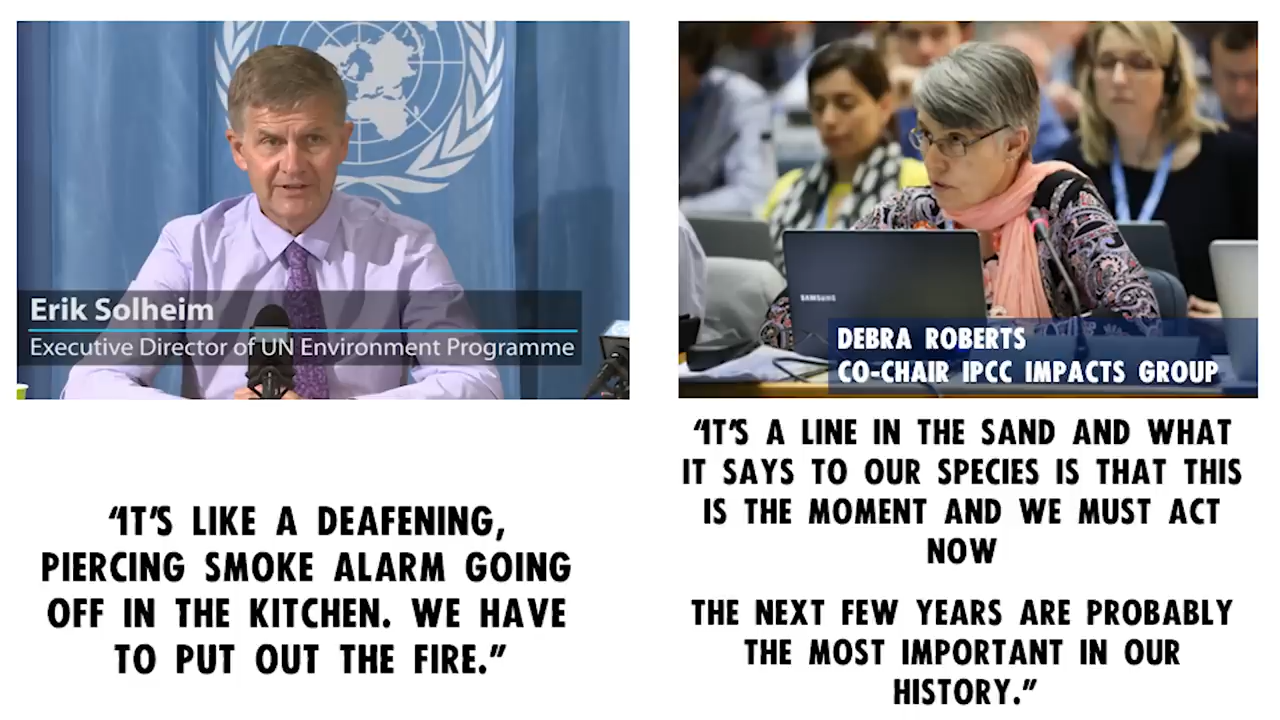 Erik Solheim
Executive Director of UN Environment Programme
“IT’S LIKE A DEAFENING,
PIERCING SMOKE ALARM GOING
OFF IN THE KITCHEN. WE HAVE
TO PUT OUT THE FIRE.”
SAMSUNG
DEBRA ROBERTS
CO-CHAIR IPCC IMPACTS GROUP
“IT’S A LINE IN THE SAND AND WHAT
IT SAYS TO OUR SPECIES IS THAT THIS
IS THE MOMENT AND WE MUST ACT
NOW
THE NEXT FEW YEARS ARE PROBABLY
THE MOST IMPORTANT IN OUR
HISTORY.”